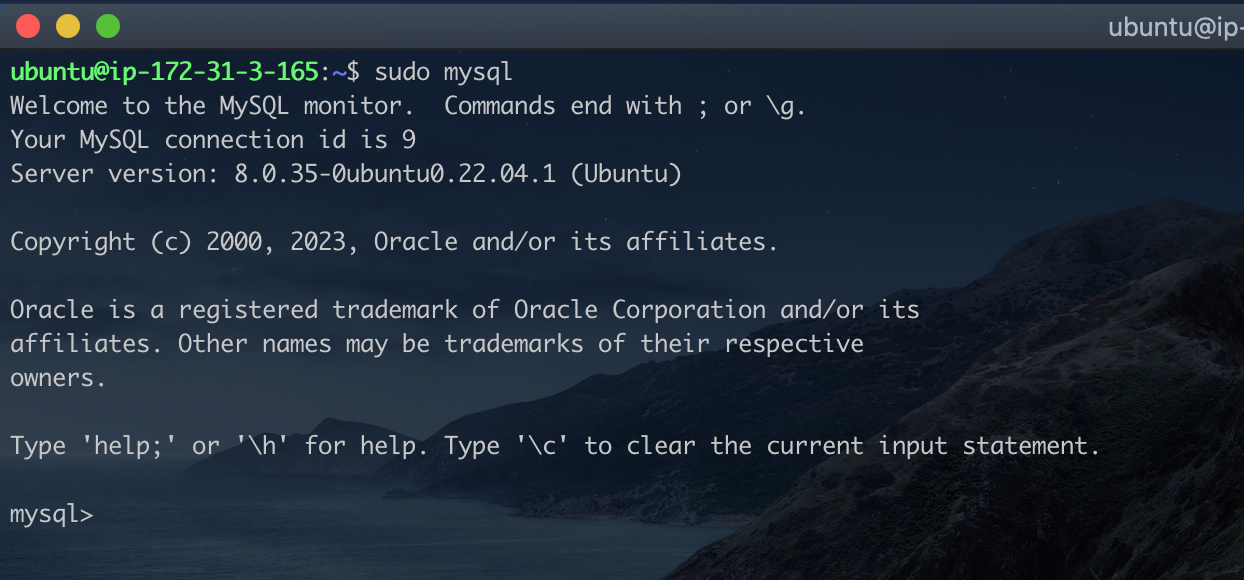 ubuntu@ip-
ubuntu@ip-172-31-3-165:~$ sudo mysql
Welcome to the MySQL monitor.  Commands end with ; or \g.
Your MySQL connection id is 9
Server version: 8.0.35-0ubuntu0.22.04.1 (Ubuntu)
Copyright (c) 2000, 2023, Oracle and/or its affiliates.
Oracle is a registered trademark of Oracle Corporation and/or its
affiliates. Other names may be trademarks of their respective
owners.
Type 'help;' or '\h' for help. Type '\c' to clear the current input statement.
mysql>